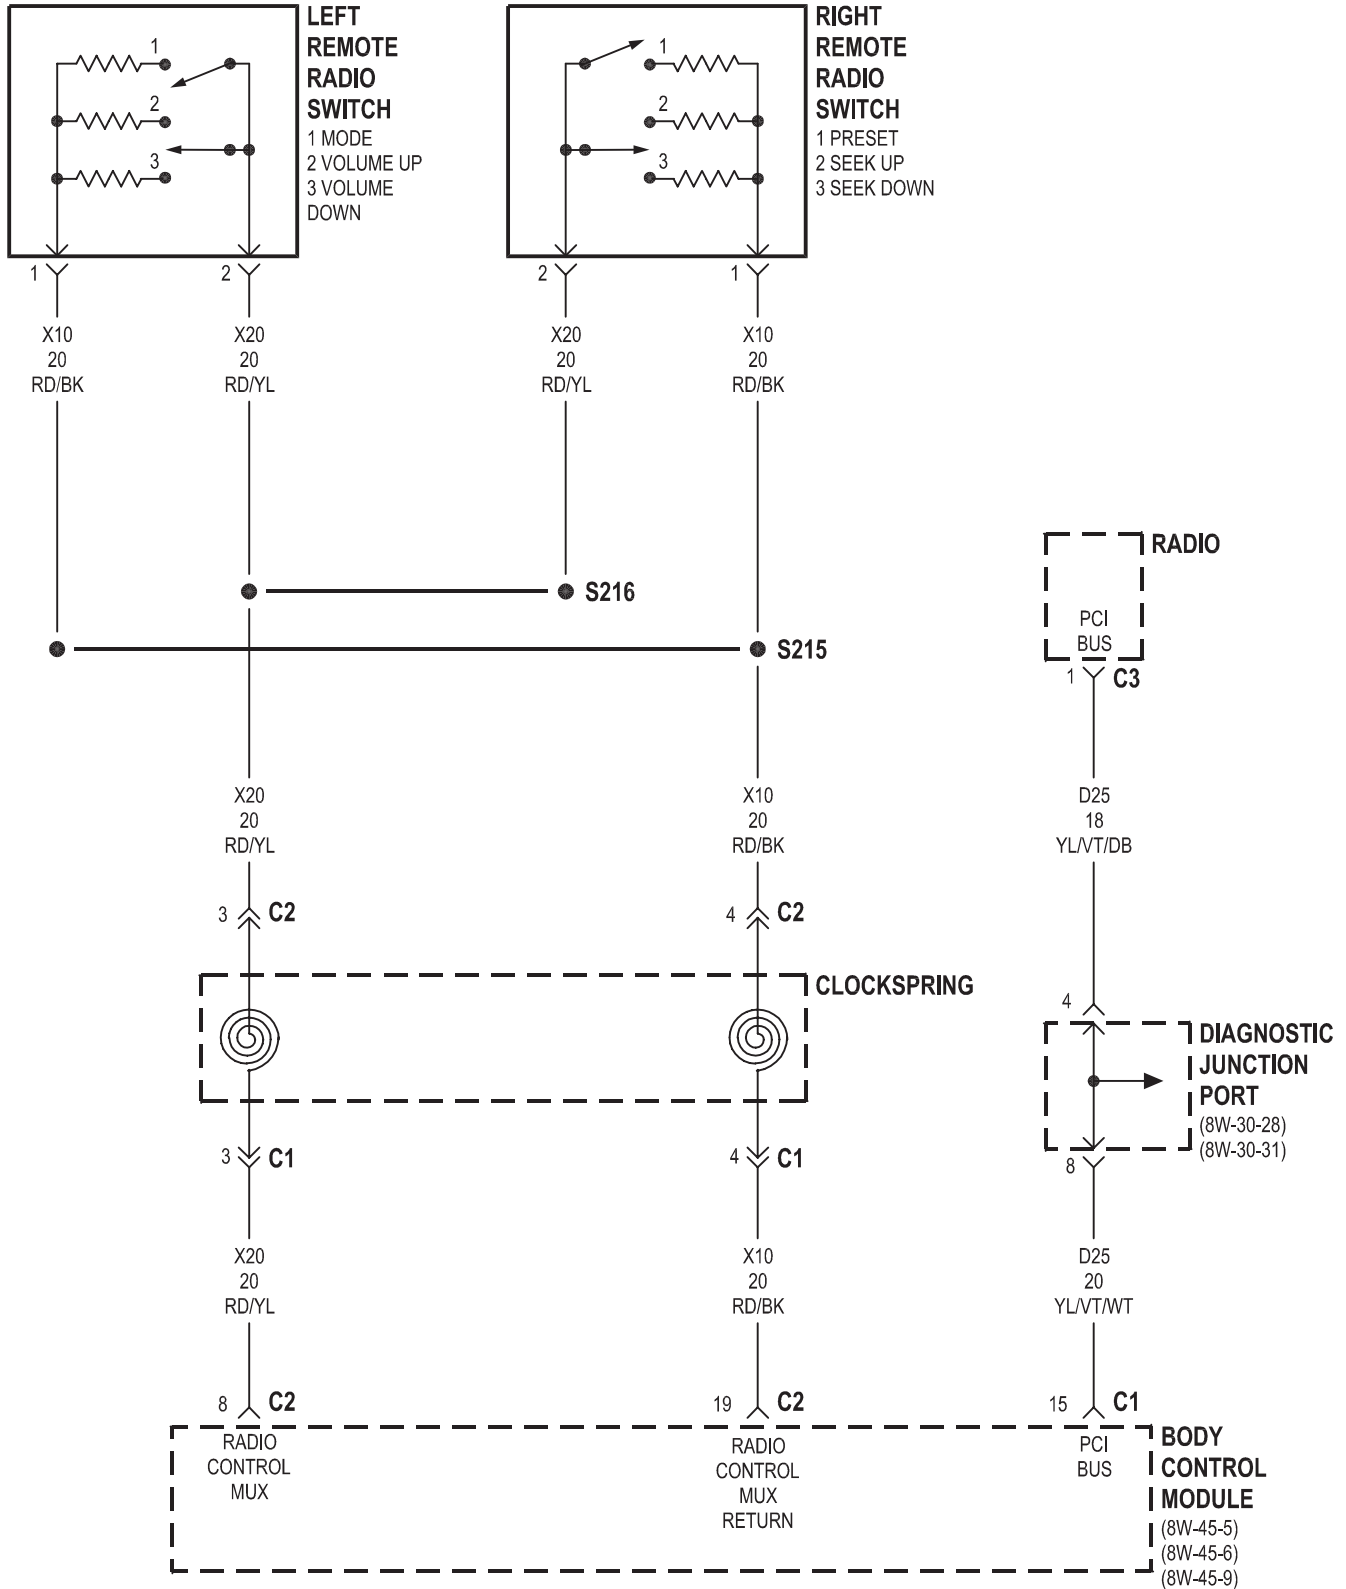 LEFT
REMOTE
RADIO
SWITCH
1 MODE
2 VOLUME UP
3 VOLUME
DOWN
1
2
3
RIGHT
REMOTE
RADIO
SWITCH
1 PRESET
2 SEEK UP
3 SEEK DOWN
1
2
3
1
2
2
1
X10
20
RD/BK
X20
20
RD/YL
X20
20
RD/YL
X10
20
RD/BK
S216
S215
RADIO
PCI
BUS
1
C3
X20
20
RD/YL
X10
20
RD/BK
D25
18
YL/VT/DB
3
C2
4
C2
CLOCKSPRING
4
DIAGNOSTIC
JUNCTION
PORT
(8W-30-28)
(8W-30-31)
3
C1
4
C1
8
X20
20
RD/YL
X10
20
RD/BK
D25
20
YL/VT/WT
8
C2
19
C2
15
C1
RADIO
CONTROL
MUX
RADIO
CONTROL
MUX
RETURN
PCI
BUS
BODY
CONTROL
MODULE
(8W-45-5)
(8W-45-6)
(8W-45-9)